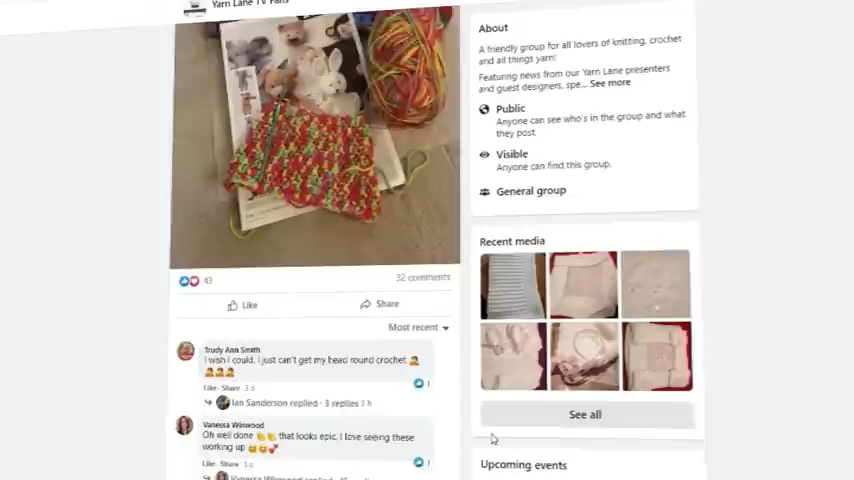 Yarn Lane TV Fans
43
32 comments
Like
Share
Most recent
Trudy Ann Smith
I wish I could. I just can't get my head round crochet 🤦
🤦🤦🤦
Like · Share · 3 d
Ian Sanderson replied · 3 replies
Vanessa Winwood
Oh well done 👏👏 that looks epic. I love seeing these
working up 😄😄💕
Like · Share · 3 d
Vanessa Winwood replied
About
A friendly group for all lovers of knitting, crochet
and all things yarn!
Featuring news from our Yarn Lane presenters
and guest designers, spe... See more
Public
Anyone can see who's in the group and what
they post.
Visible
Anyone can find this group.
General group
Recent media
See all
Upcoming events